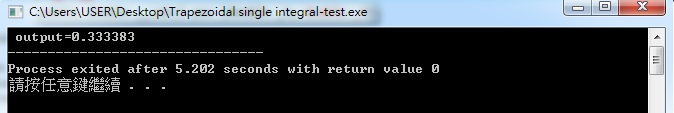 C:\Users\USER\Desktop\Trapezoidal single integral-test.exe
output=0.333383
--------------------------------
Process exited after 5.202 seconds with return value 0
請按任意鍵繼續 . . .